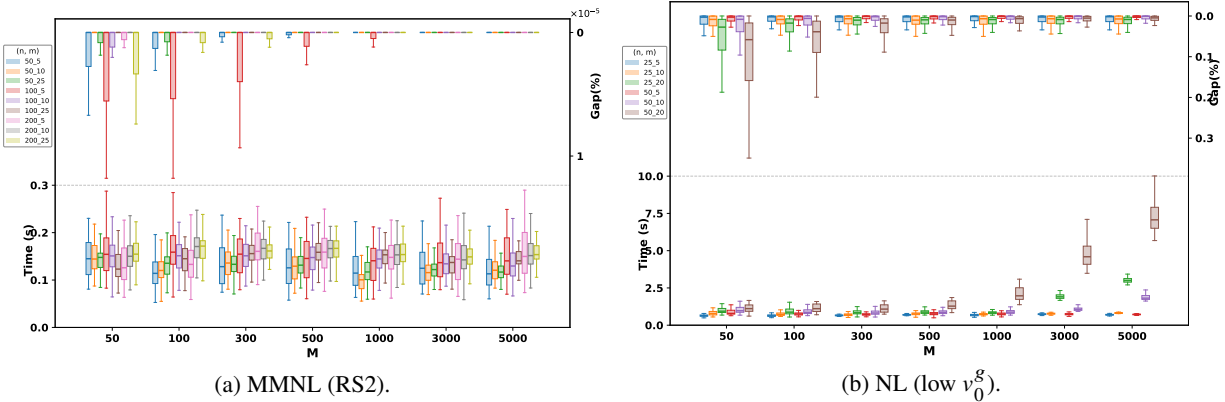 ×10⁻⁵
0
1
Gap(%)
(n, m)
50_5
50_10
50_25
100_5
100_10
100_25
200_5
200_10
200_25
0.3
0.2
0.1
0.0
Time (s)
50 100 300 500 1000 3000 5000
M
(a) MMNL (RS2).
0.0
0.1
0.2
0.3
Gap(%)
(n, m)
25_5
25_10
25_20
50_5
50_10
50_20
10.0
7.5
5.0
2.5
0.0
Time (s)
50 100 300 500 1000 3000 5000
M
(b) NL (low v₀ᵍ).